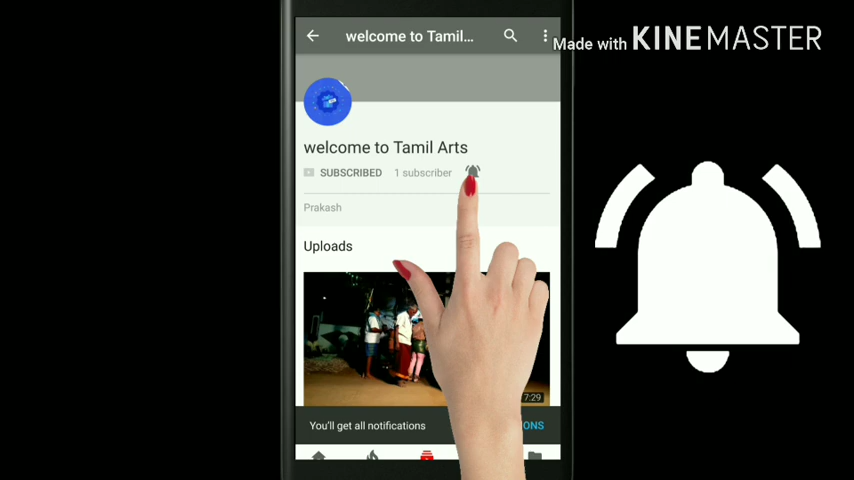 welcome to Tamil...
Made with KINEMASTER
welcome to Tamil Arts
SUBSCRIBED 1 subscriber
Prakash
Uploads
7:29
You'll get all notifications